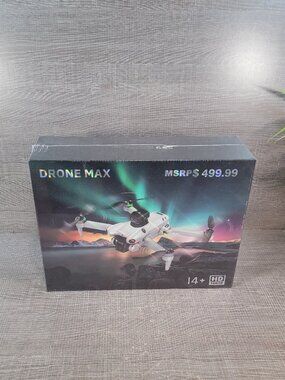 DRONE MAX
MSRP$ 499.99
14+
HD